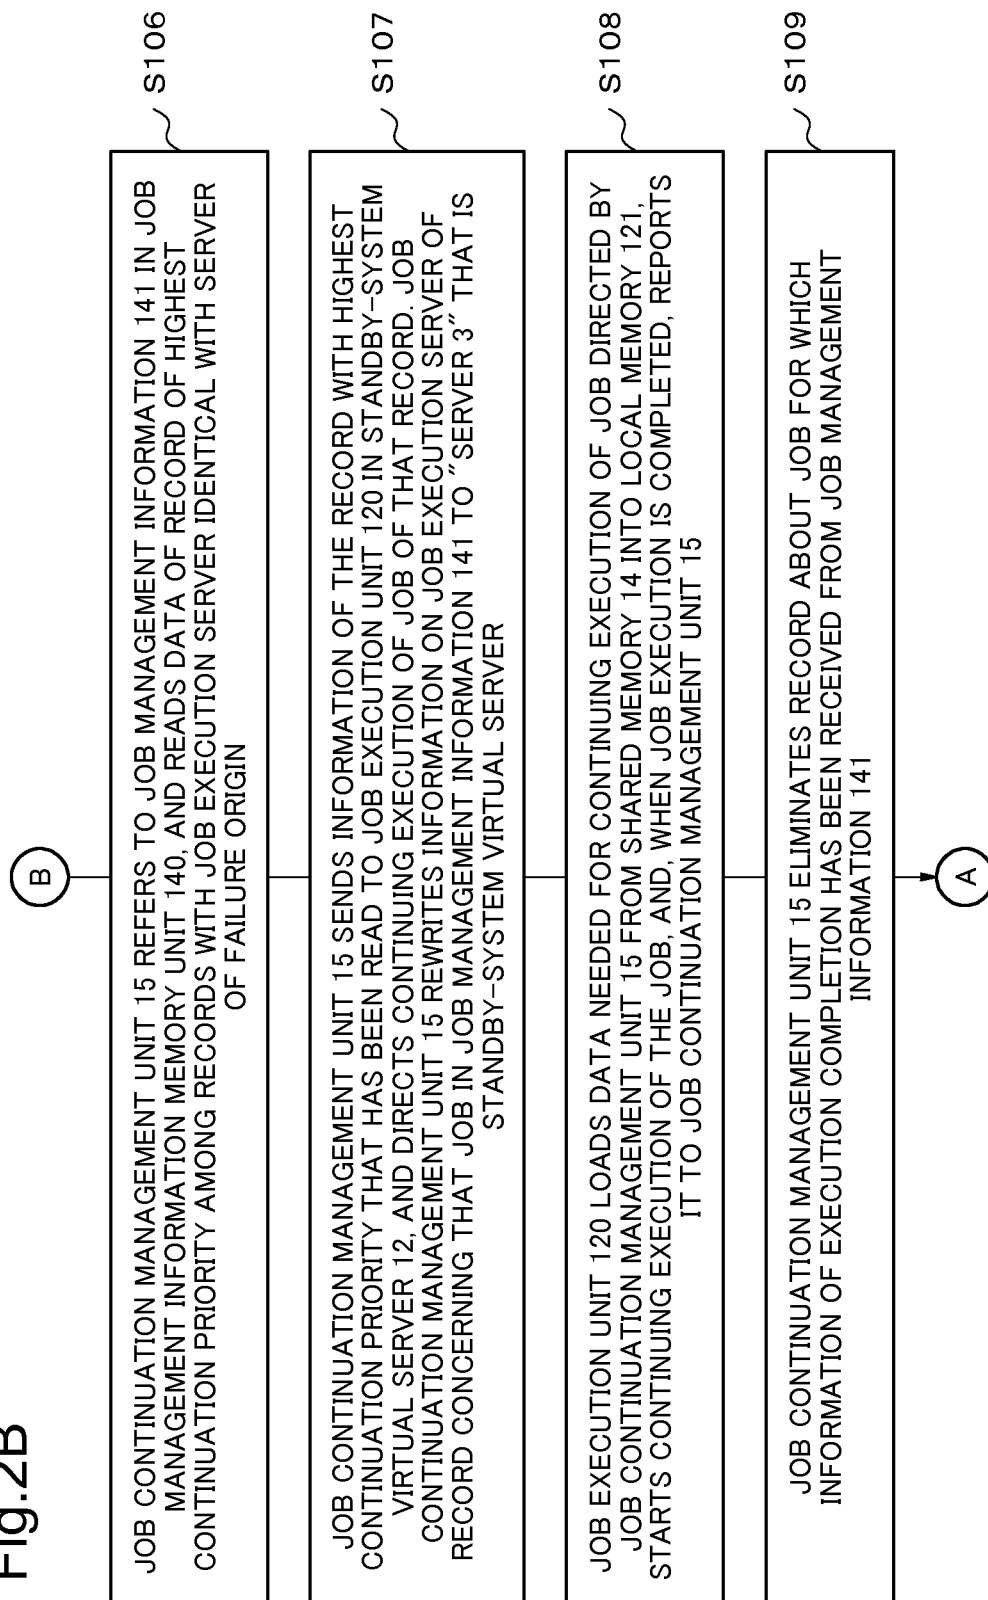 Fig.2B
B
JOB CONTINUATION MANAGEMENT UNIT 15 REFERS TO JOB MANAGEMENT INFORMATION 141 IN JOB
MANAGEMENT INFORMATION MEMORY UNIT 140, AND READS DATA OF RECORD OF HIGHEST
CONTINUATION PRIORITY AMONG RECORDS WITH JOB EXECUTION SERVER IDENTICAL WITH SERVER
OF FAILURE ORIGIN
S106
JOB CONTINUATION MANAGEMENT UNIT 15 SENDS INFORMATION OF THE RECORD WITH HIGHEST
CONTINUATION PRIORITY THAT HAS BEEN READ TO JOB EXECUTION UNIT 120 IN STANDBY-SYSTEM
VIRTUAL SERVER 12, AND DIRECTS CONTINUING EXECUTION OF JOB OF THAT RECORD. JOB
CONTINUATION MANAGEMENT UNIT 15 REWRITES INFORMATION ON JOB EXECUTION SERVER OF
RECORD CONCERNING THAT JOB IN JOB MANAGEMENT INFORMATION 141 TO "SERVER 3" THAT IS
STANDBY-SYSTEM VIRTUAL SERVER
S107
JOB EXECUTION UNIT 120 LOADS DATA NEEDED FOR CONTINUING EXECUTION OF JOB DIRECTED BY
JOB CONTINUATION MANAGEMENT UNIT 15 FROM SHARED MEMORY 14 INTO LOCAL MEMORY 121,
STARTS CONTINUING EXECUTION OF THE JOB, AND, WHEN JOB EXECUTION IS COMPLETED, REPORTS
IT TO JOB CONTINUATION MANAGEMENT UNIT 15
S108
JOB CONTINUATION MANAGEMENT UNIT 15 ELIMINATES RECORD ABOUT JOB FOR WHICH
INFORMATION OF EXECUTION COMPLETION HAS BEEN RECEIVED FROM JOB MANAGEMENT
INFORMATION 141
S109
A